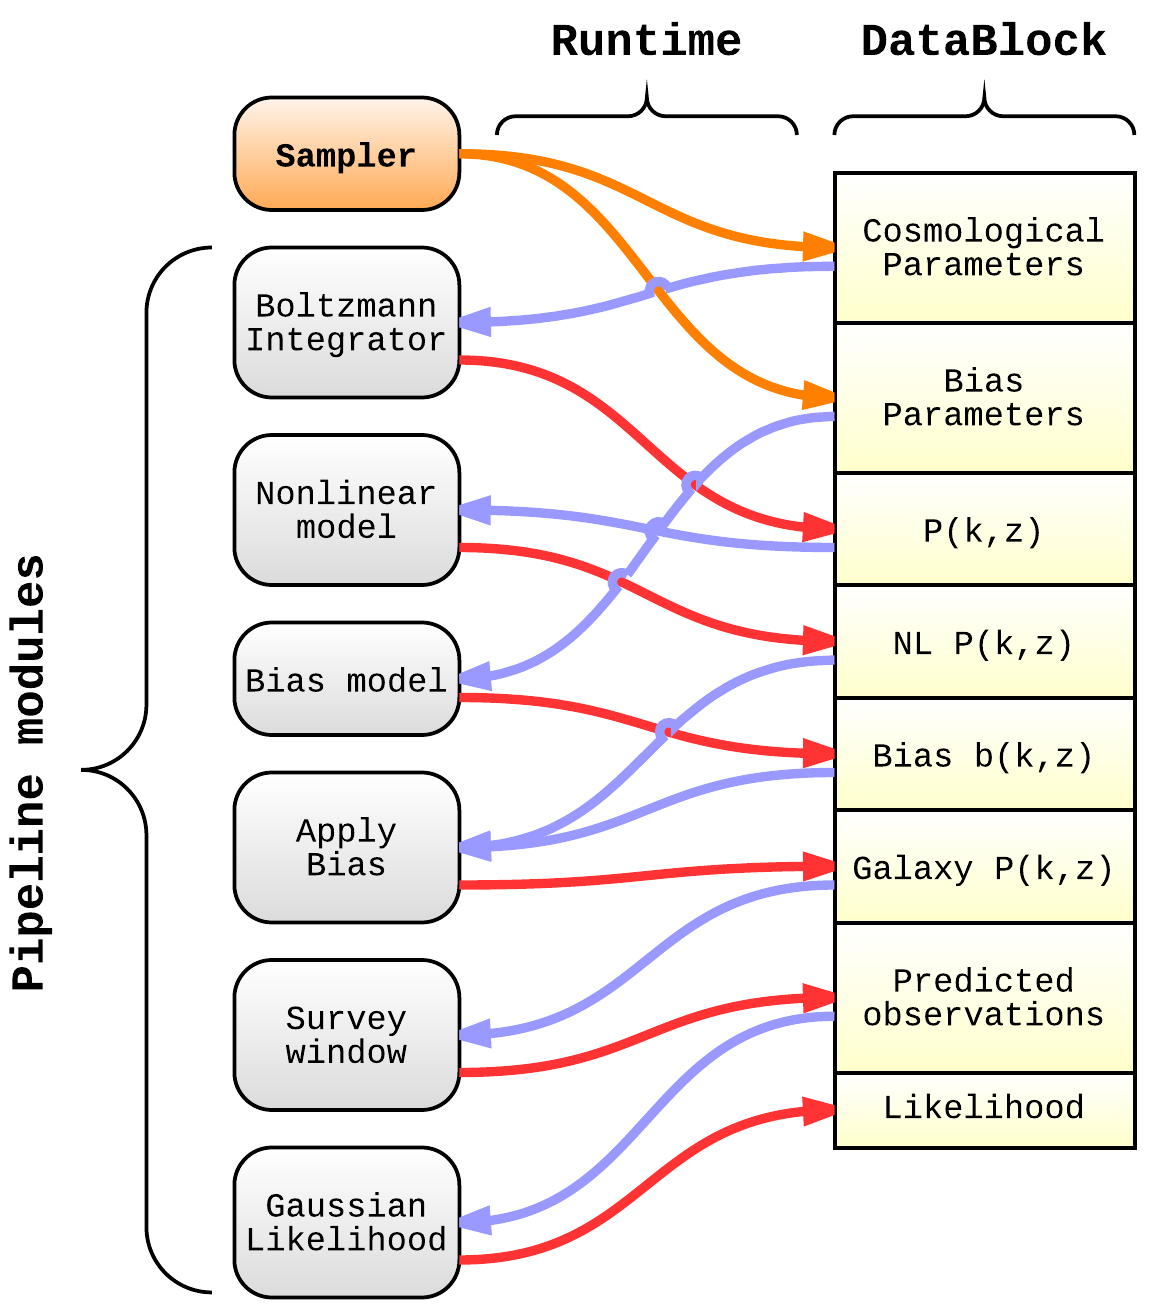 Runtime
DataBlock
Sampler
Pipeline modules
Boltzmann
Integrator
Nonlinear
model
Bias model
Apply
Bias
Survey
window
Gaussian
Likelihood
Cosmological
Parameters
Bias
Parameters
P(k,z)
NL P(k,z)
Bias b(k,z)
Galaxy P(k,z)
Predicted
observations
Likelihood